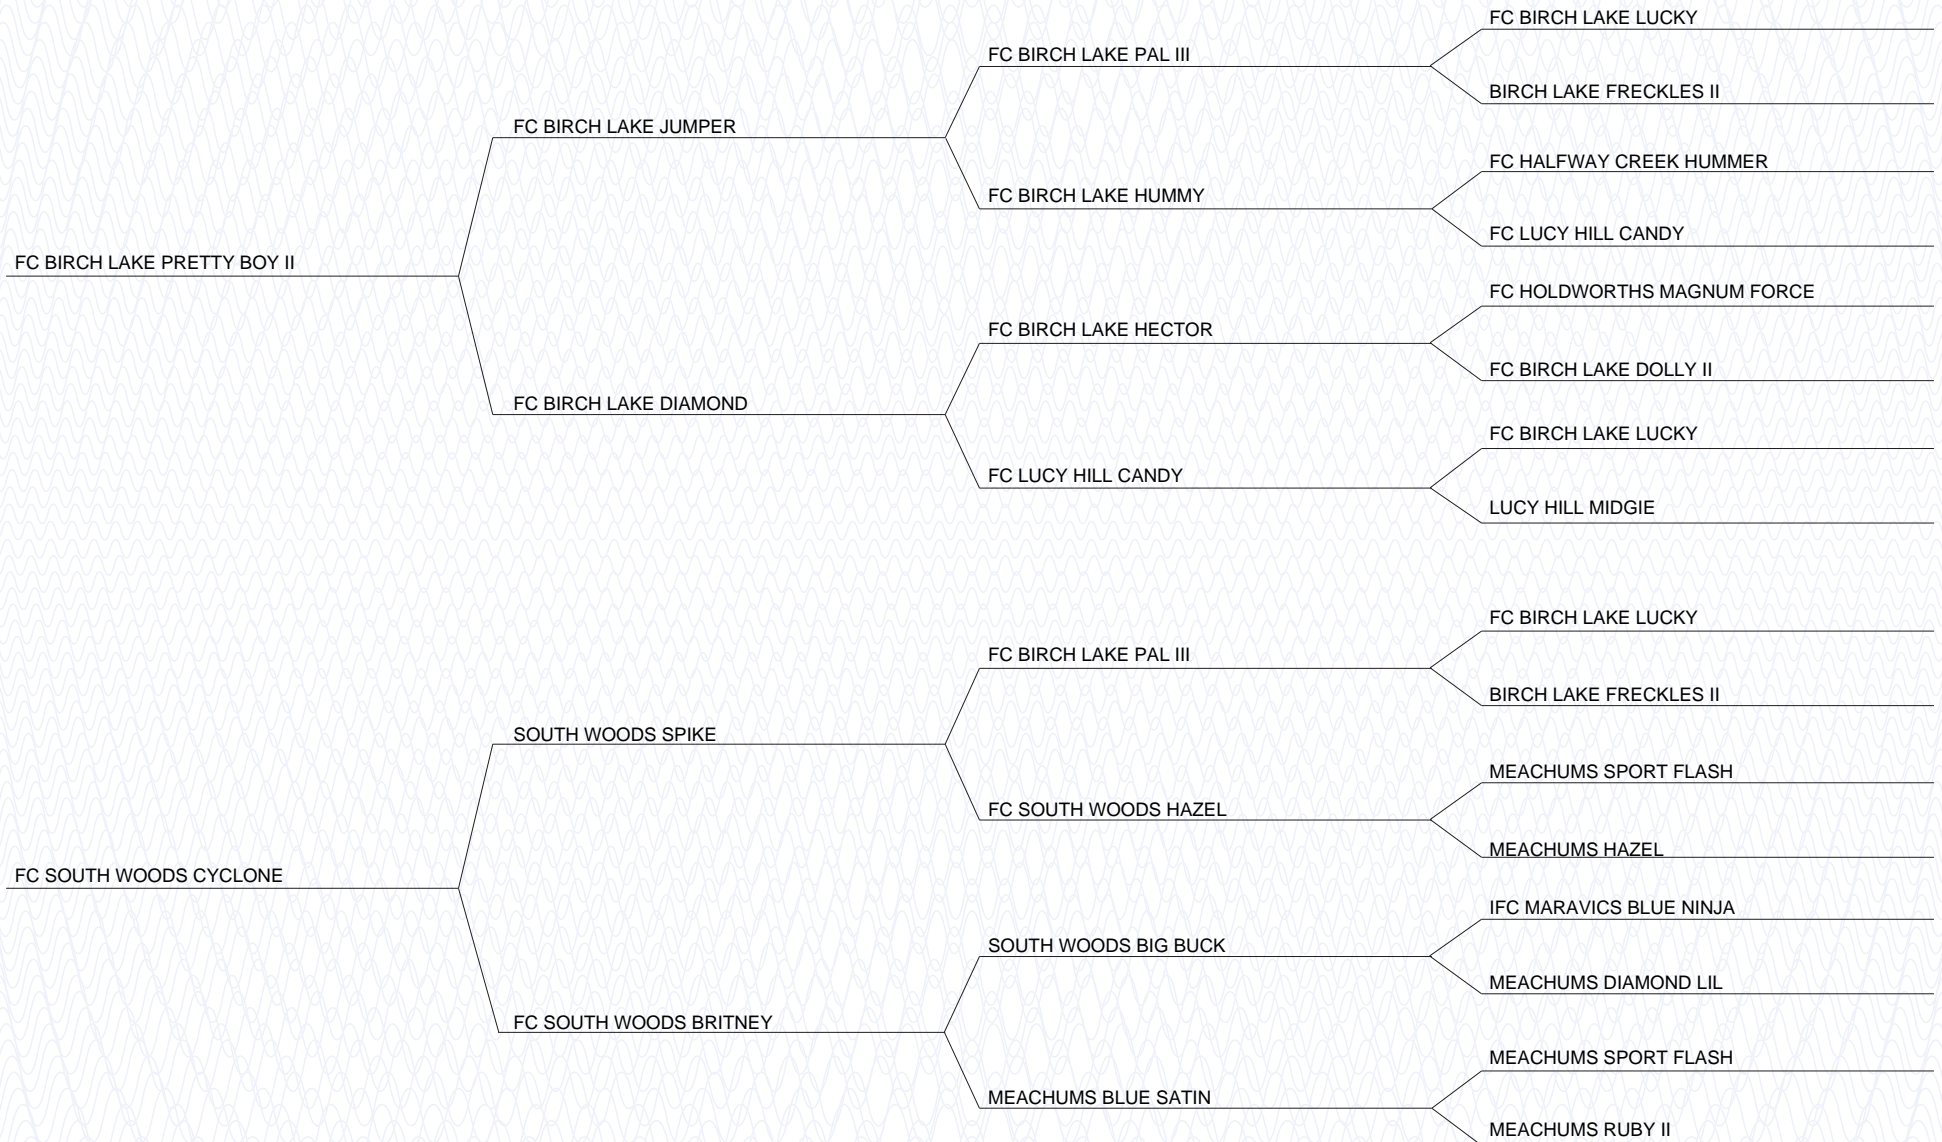 FC BIRCH LAKE PRETTY BOY II
FC BIRCH LAKE JUMPER
FC BIRCH LAKE PAL III
FC BIRCH LAKE LUCKY
BIRCH LAKE FRECKLES II
FC BIRCH LAKE HUMMY
FC HALFWAY CREEK HUMMER
FC LUCY HILL CANDY
FC BIRCH LAKE DIAMOND
FC BIRCH LAKE HECTOR
FC HOLDWORTHS MAGNUM FORCE
FC BIRCH LAKE DOLLY II
FC LUCY HILL CANDY
FC BIRCH LAKE LUCKY
LUCY HILL MIDGIE
FC SOUTH WOODS CYCLONE
SOUTH WOODS SPIKE
FC BIRCH LAKE PAL III
FC BIRCH LAKE LUCKY
BIRCH LAKE FRECKLES II
FC SOUTH WOODS HAZEL
MEACHUMS SPORT FLASH
MEACHUMS HAZEL
FC SOUTH WOODS BRITNEY
SOUTH WOODS BIG BUCK
IFC MARAVICS BLUE NINJA
MEACHUMS DIAMOND LIL
MEACHUMS BLUE SATIN
MEACHUMS SPORT FLASH
MEACHUMS RUBY II